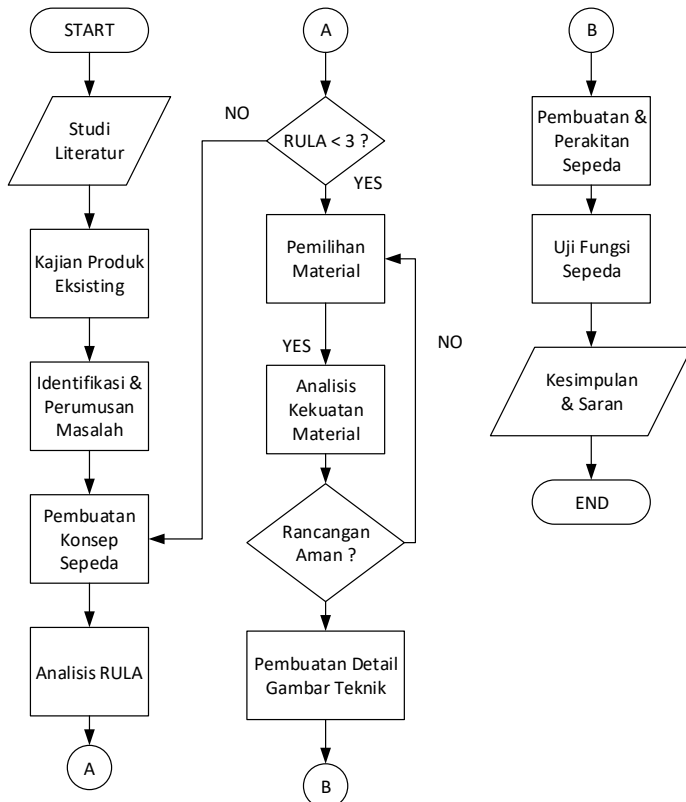 START
Studi
Literatur
Kajian Produk
Eksisting
Identifikasi &
Perumusan
Masalah
Pembuatan
Konsep
Sepeda
Analisis RULA
A
A
NO
RULA < 3 ?
YES
Pemilihan
Material
YES
NO
Analisis
Kekuatan
Material
Rancangan
Aman ?
Pembuatan Detail
Gambar Teknik
B
B
Pembuatan &
Perakitan
Sepeda
Uji Fungsi
Sepeda
Kesimpulan
& Saran
END